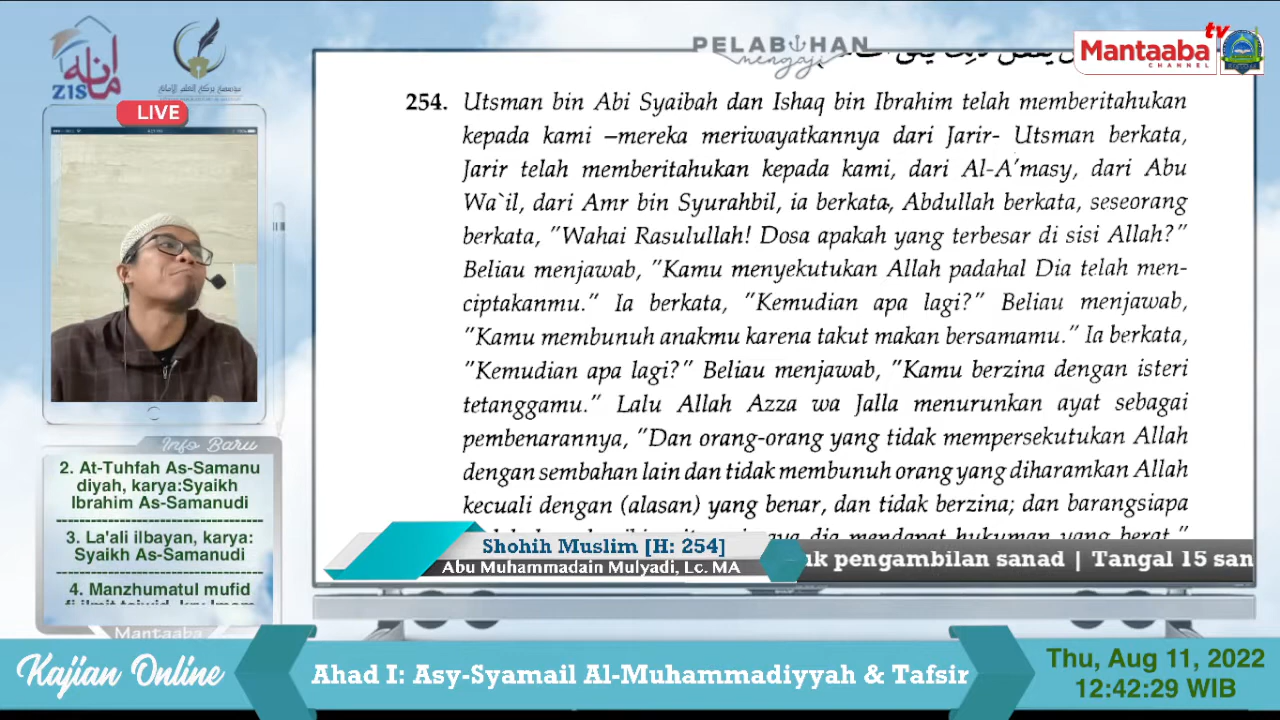 PELABUHAN
mengaji
tv
Mantaaba
CHANNEL
ZIS
LIVE
254. Utsman bin Abi Syaibah dan Ishaq bin Ibrahim telah memberitahukan
kepada kami –mereka meriwayatkannya dari Jarir- Utsman berkata,
Jarir telah memberitahukan kepada kami, dari Al-A'masy, dari Abu
Wa`il, dari Amr bin Syurahbil, ia berkata, Abdullah berkata, seseorang
berkata, "Wahai Rasulullah! Dosa apakah yang terbesar di sisi Allah?"
Beliau menjawab, "Kamu menyekutukan Allah padahal Dia telah men-
ciptakanmu." Ia berkata, "Kemudian apa lagi?" Beliau menjawab,
"Kamu membunuh anakmu karena takut makan bersamamu." Ia berkata,
"Kemudian apa lagi?" Beliau menjawab, "Kamu berzina dengan isteri
tetanggamu." Lalu Allah Azza wa Jalla menurunkan ayat sebagai
pembenarannya, "Dan orang-orang yang tidak mempersekutukan Allah
dengan sembahan lain dan tidak membunuh orang yang diharamkan Allah
kecuali dengan (alasan) yang benar, dan tidak berzina; dan barangsiapa
dia mendapat hukuman yang berat."
Info Baru
2. At-Tuhfah As-Samanu
diyah, karya:Syaikh
Ibrahim As-Samanudi
3. La'ali ilbayan, karya:
Syaikh As-Samanudi
4. Manzhumatul mufid
Mantaaba
Shohih Muslim [H: 254]
Abu Muhammadain Mulyadi, Lc. MA
pengambilan sanad | Tangal 15 san
Kajian Online
Ahad I: Asy-Syamail Al-Muhammadiyyah & Tafsir
Thu, Aug 11, 2022
12:42:29 WIB